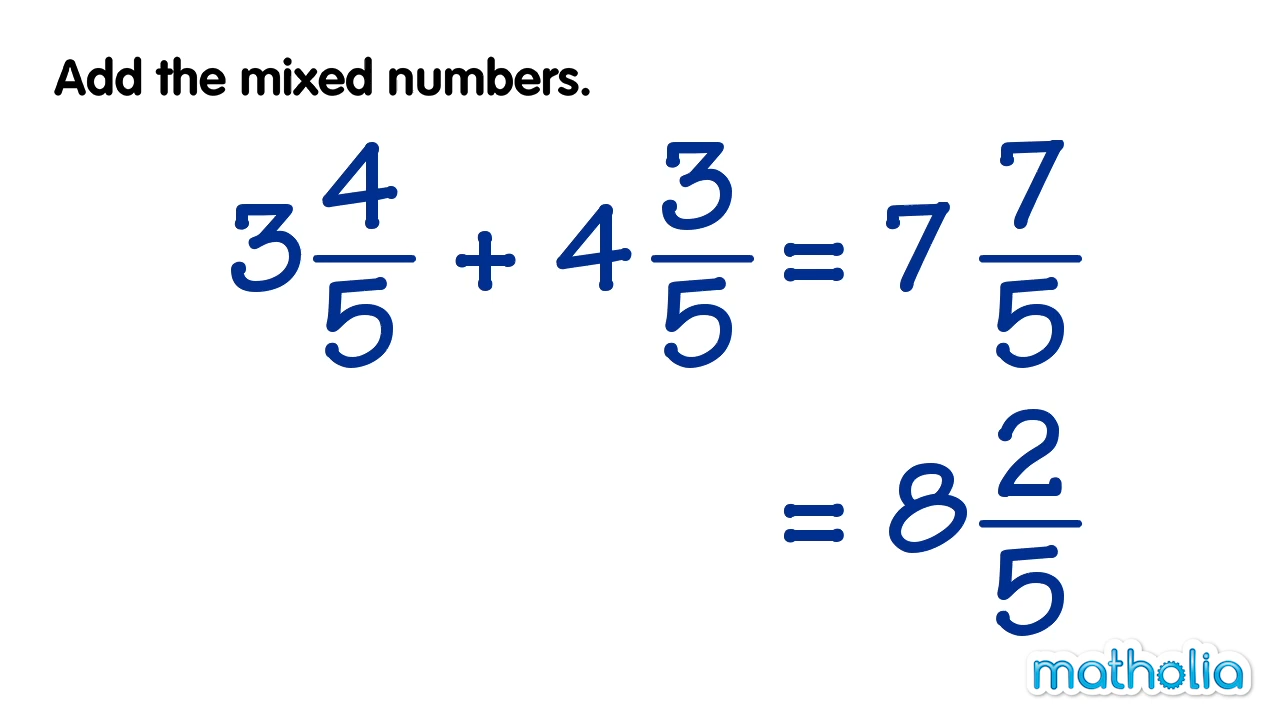 Add the mixed numbers.
3 4/5 + 4 3/5 = 7 7/5
= 8 2/5
matholia